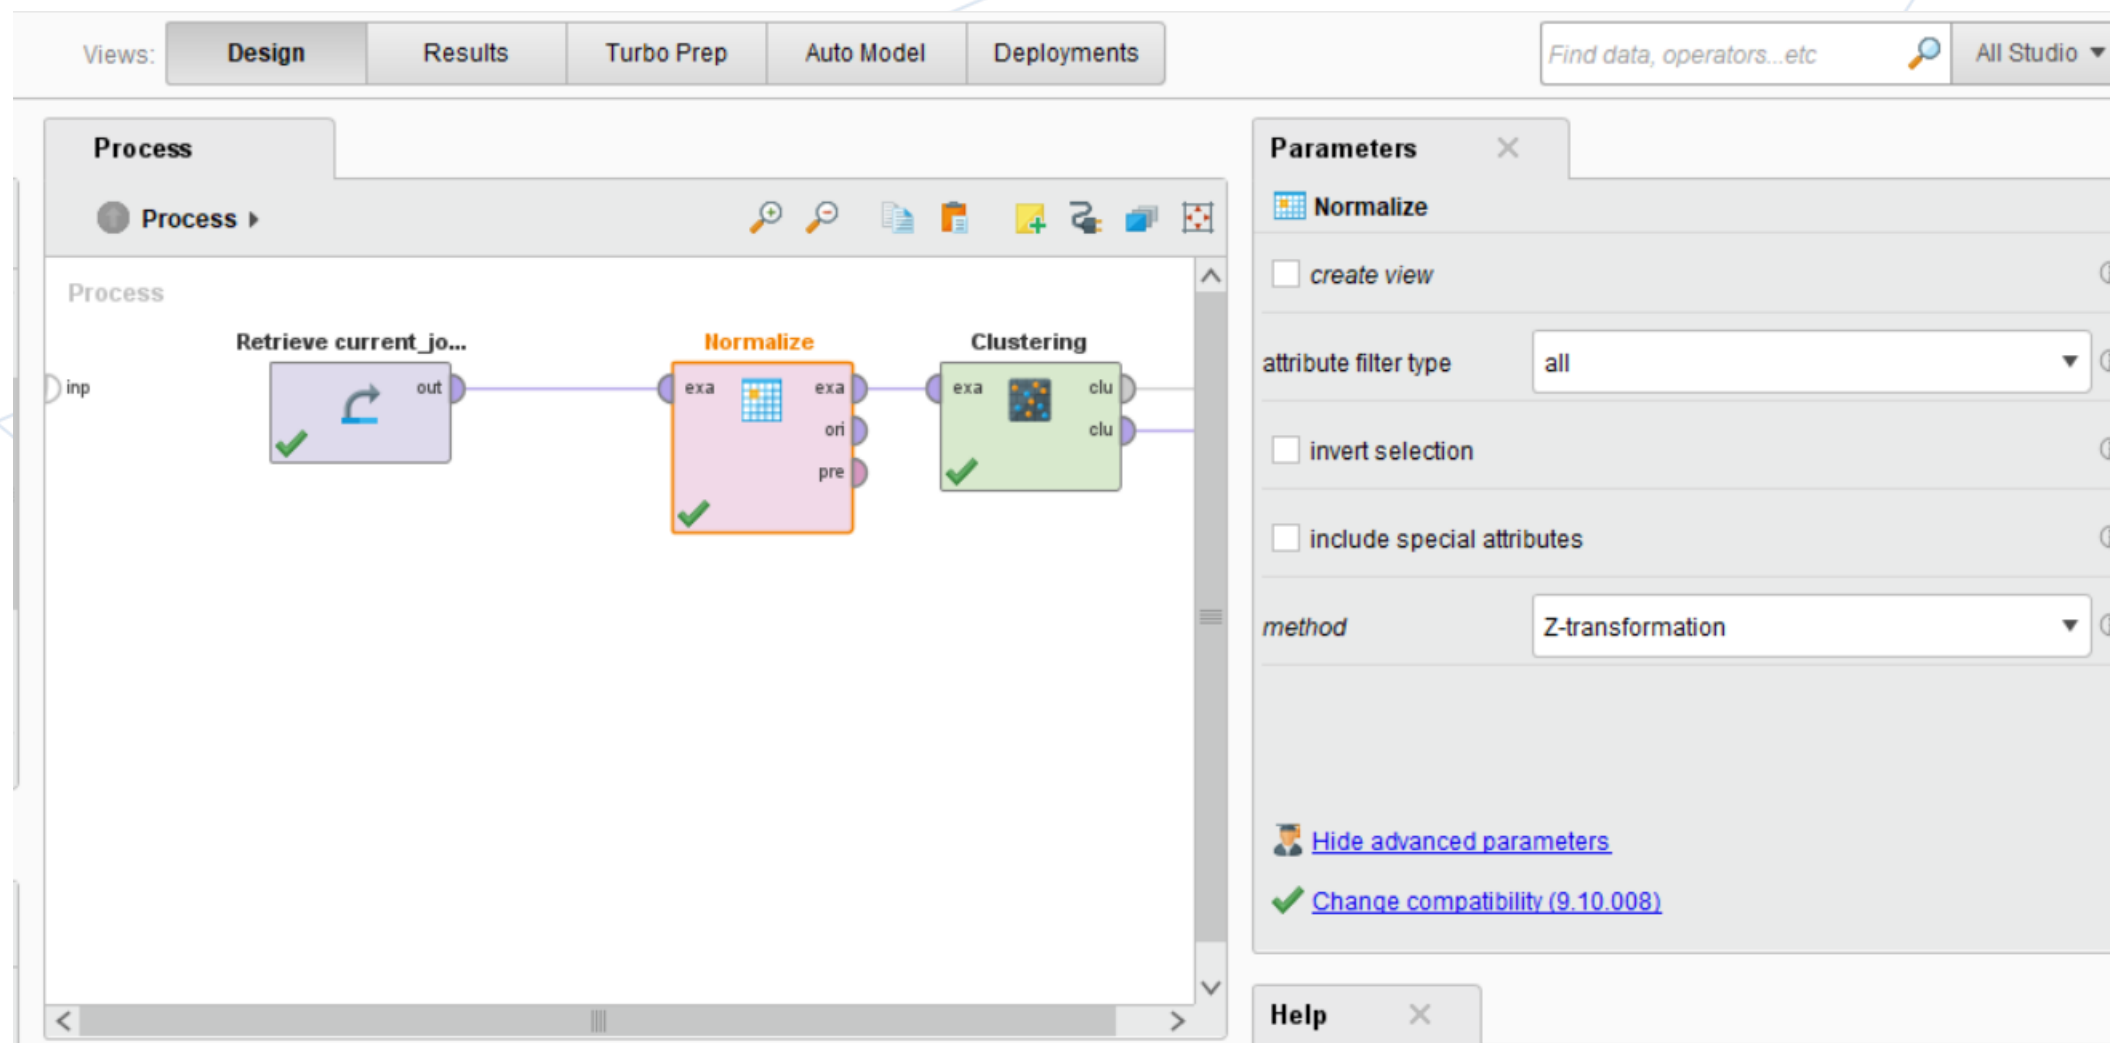 Views:
Design
Results
Turbo Prep
Auto Model
Deployments
Find data, operators...etc
All Studio
Process
Process
Process
inp
Retrieve current_jo...
out
Normalize
exa
exa
ori
pre
Clustering
exa
clu
clu
Parameters
Normalize
create view
attribute filter type
all
invert selection
include special attributes
method
Z-transformation
Hide advanced parameters
Change compatibility (9.10.008)
Help